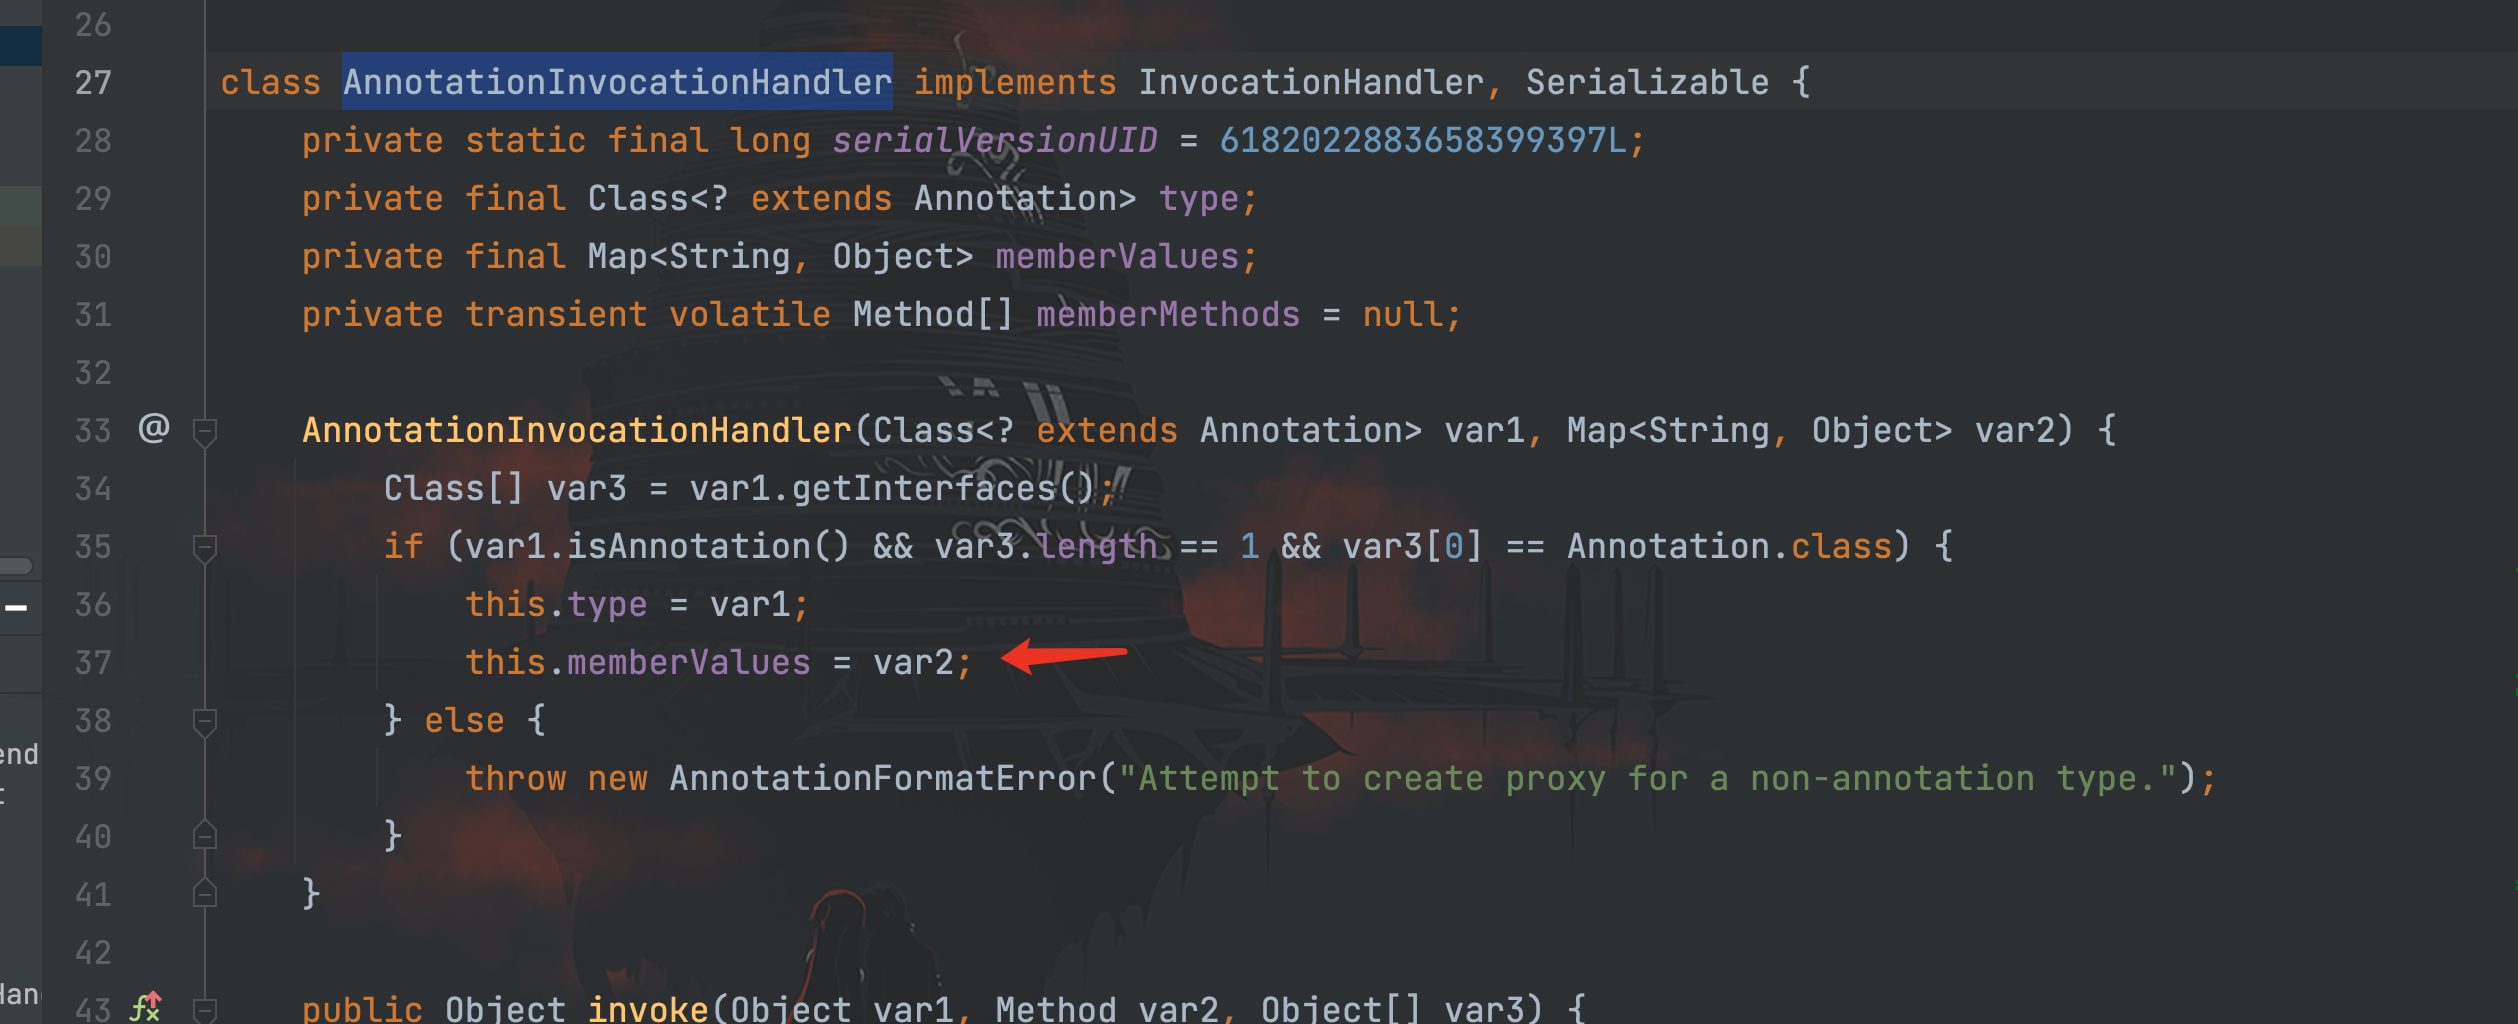 26
27 class AnnotationInvocationHandler implements InvocationHandler, Serializable {
28 private static final long serialVersionUID = 6182022883658399397L;
29 private final Class<? extends Annotation> type;
30 private final Map<String, Object> memberValues;
31 private transient volatile Method[] memberMethods = null;
32
33 @ AnnotationInvocationHandler(Class<? extends Annotation> var1, Map<String, Object> var2) {
34 Class[] var3 = var1.getInterfaces();
35 if (var1.isAnnotation() && var3.length == 1 && var3[0] == Annotation.class) {
36 this.type = var1;
37 this.memberValues = var2;
38 } else {
end
39 throw new AnnotationFormatError("Attempt to create proxy for a non-annotation type.");
40 }
41 }
42
Han
43 public Object invoke(Object var1, Method var2, Object[] var3) {